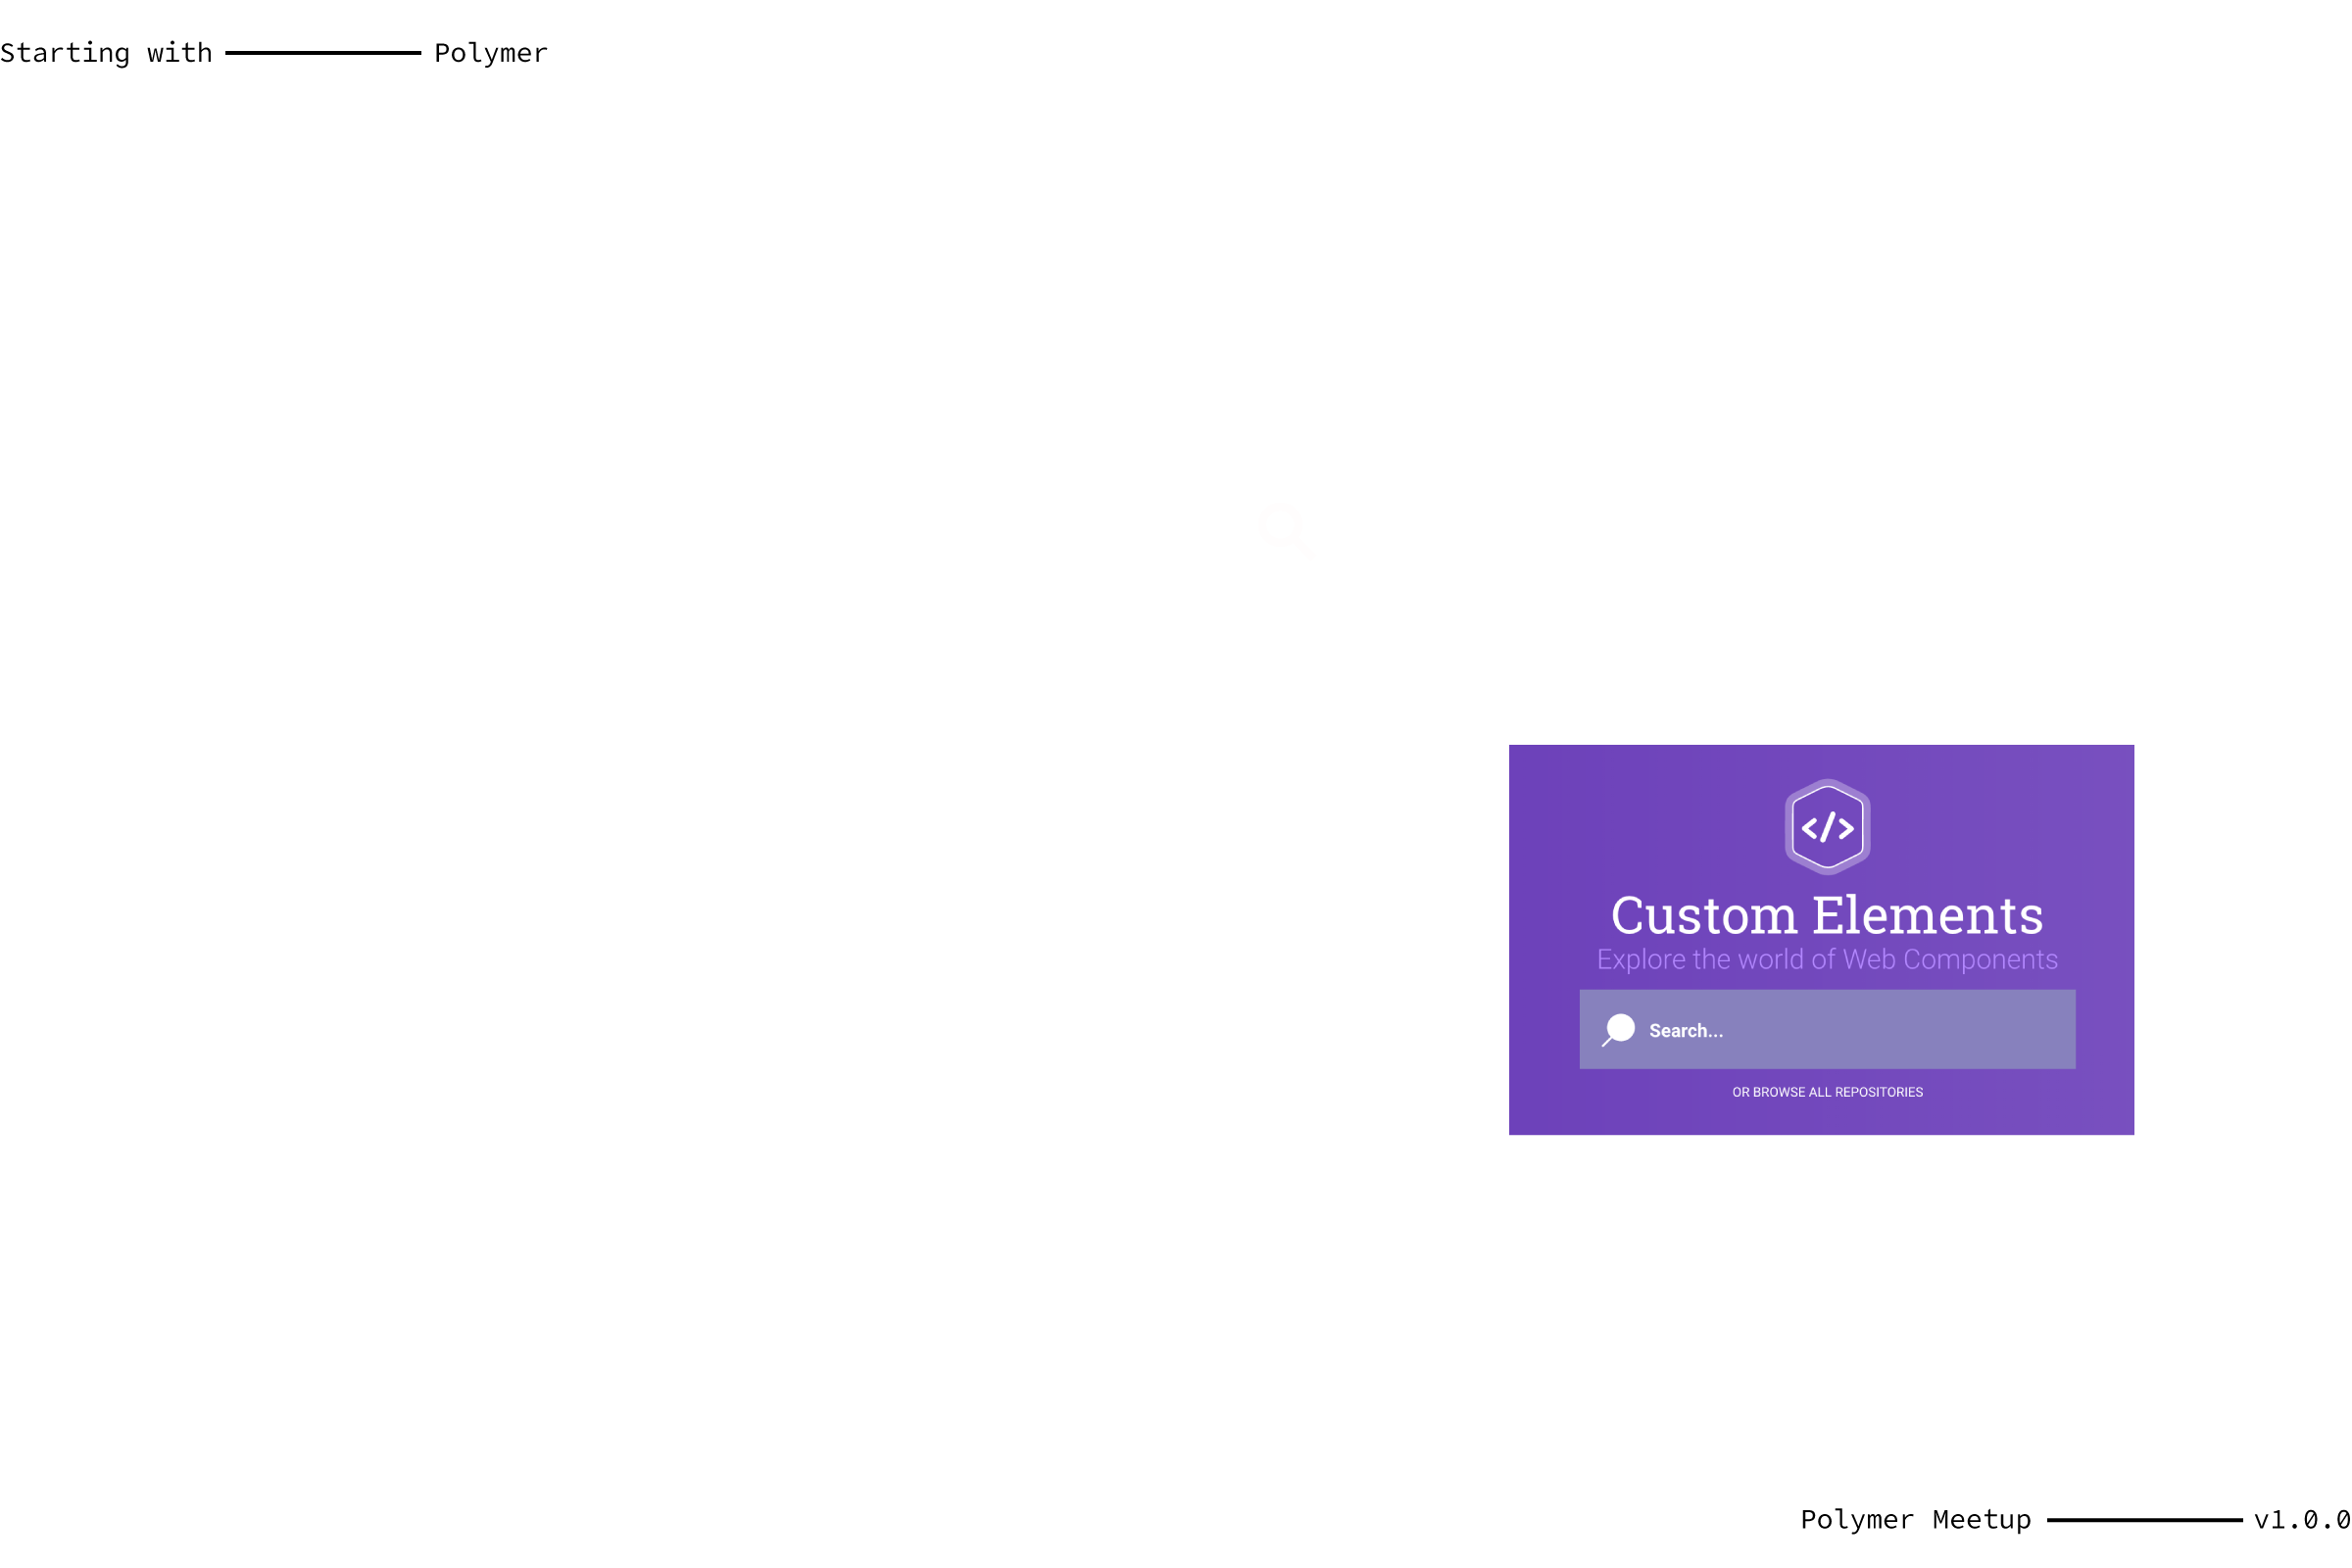 Starting with Polymer
</>
Custom Elements
Explore the world of Web Components
Search...
OR BROWSE ALL REPOSITORIES
Polymer Meetup v1.0.0